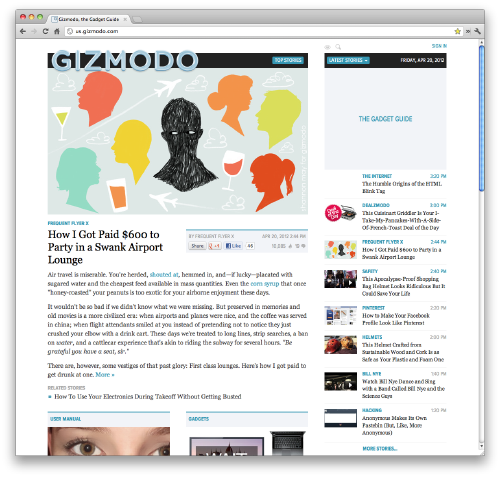 Gizmodo, the Gadget Guide
us.gizmodo.com
SIGN IN
GIZMODO
TOP STORIES
LATEST STORIES
FRIDAY, APR 20, 2012
THE GADGET GUIDE
FREQUENT FLYER X
How I Got Paid $600 to
Party in a Swank Airport
Lounge
BY FREQUENT FLYER X
APR 20, 2012 2:44 PM
Share
+1
Like
46
Air travel is miserable. You're herded, shouted at, hemmed in, and—if lucky—placated with
sugared water and the cheapest feed available in mass quantities. Even the corn syrup that once
"honey-roasted" your peanuts is too exotic for your airborne enjoyment these days.
It wouldn't be so bad if we didn't know what we were missing. But preserved in memories and
old movies is a more civilized era: when airports and planes were nice, and the coffee was served
in china; when flight attendants smiled at you instead of pretending not to notice they just
crushed your elbow with a drink cart. These days we're treated to long lines, strip searches, a ban
on water, and a cattlecar experience that's akin to riding the subway for several hours. "Be
grateful you have a seat, sir."
There are, however, some vestiges of that past glory: First class lounges. Here's how I got paid to
get drunk at one. More »
RELATED STORIES
How To Use Your Electronics During Takeoff Without Getting Busted
USER MANUAL
GADGETS
THE INTERNET
3:20 PM
The Humble Origins of the HTML
Blink Tag
DEALZMODO
3:00 PM
This Cuisinart Griddler Is Your I-
Take-My-Pancakes-With-A-Side-
Of-French-Toast Deal of the Day
FREQUENT FLYER X
2:44 PM
How I Got Paid $600 to Party in a
Swank Airport Lounge
SAFETY
2:40 PM
This Apocalypse-Proof Shopping
Bag Helmet Looks Ridiculous But It
Could Save Your Life
PINTEREST
2:20 PM
How to Make Your Facebook
Profile Look Like Pinterest
HELMETS
2:00 PM
This Helmet Crafted from
Sustainable Wood and Cork Is as
Safe as Your Plastic One
BILL NYE
1:40 PM
Watch Bill Nye Dance and Sing
with a Band Called Bill Nye and the
Science Guys
HACKING
1:00 PM
Anonymous Makes Its Own
Pastebin (But, Like, More
Anonymous)
MORE STORIES...